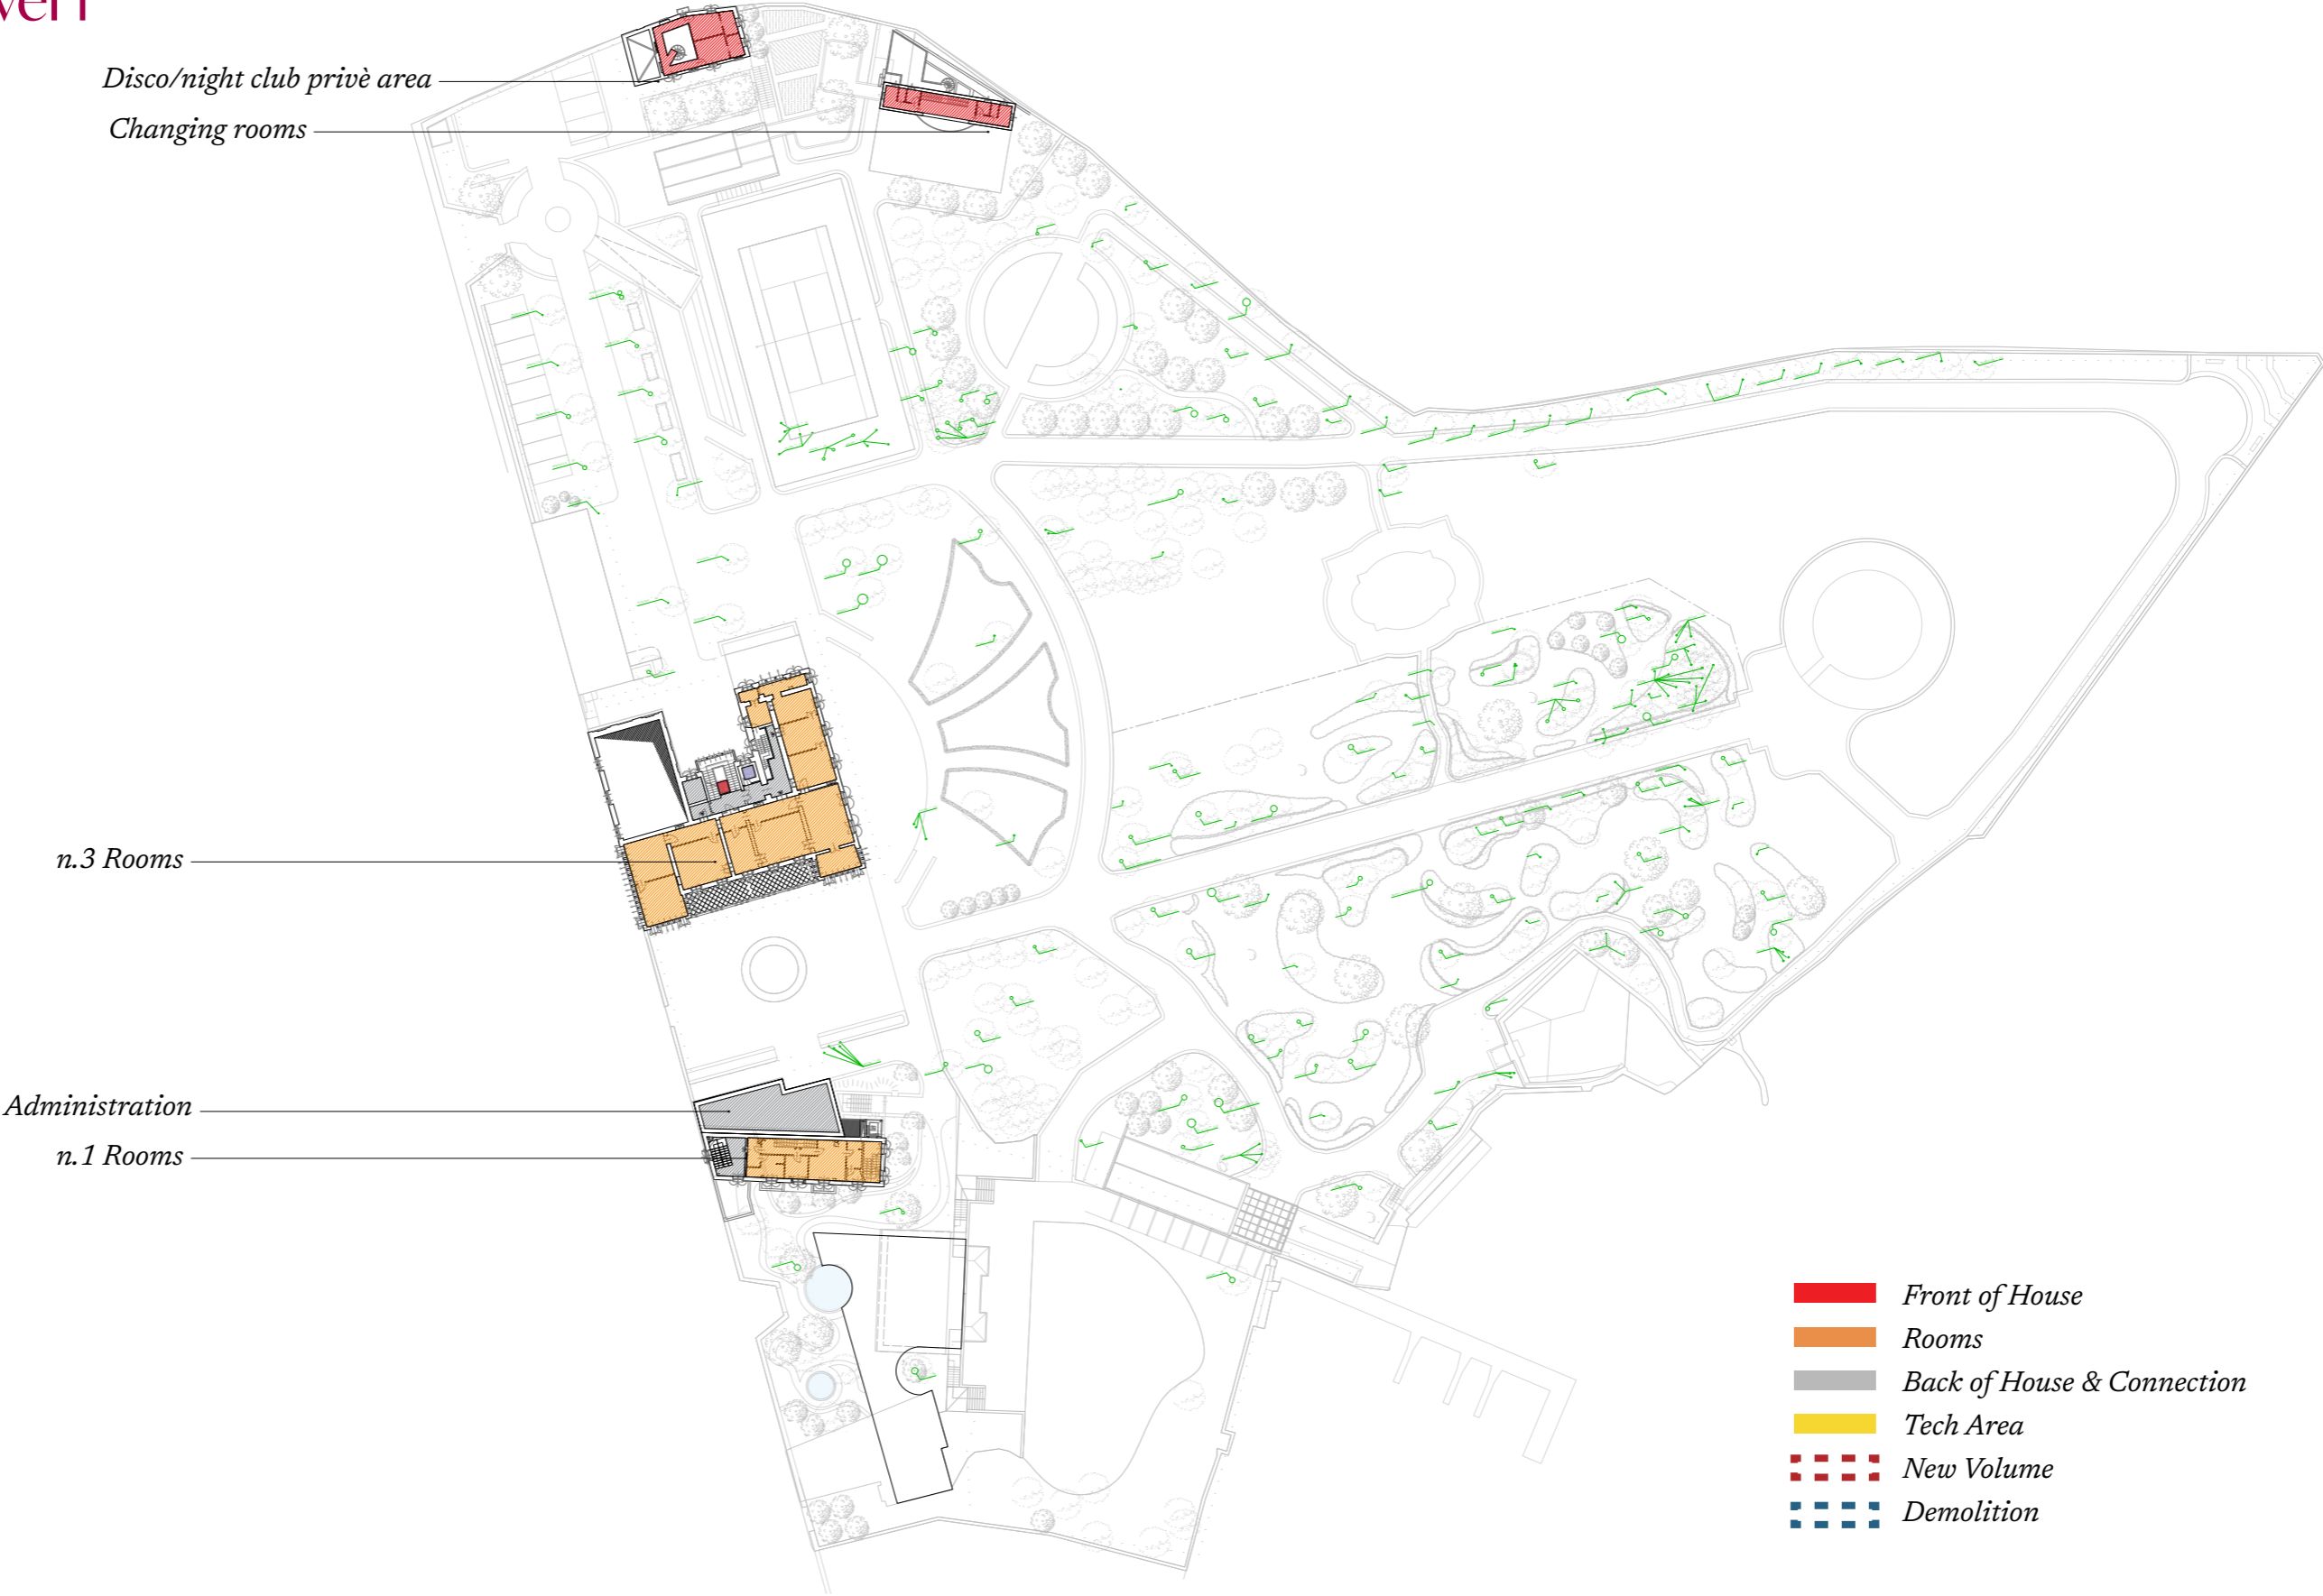 Disco/night club privè area
Changing rooms
n.3 Rooms
Administration
n.1 Rooms
Front of House
Rooms
Back of House & Connection
Tech Area
New Volume
Demolition